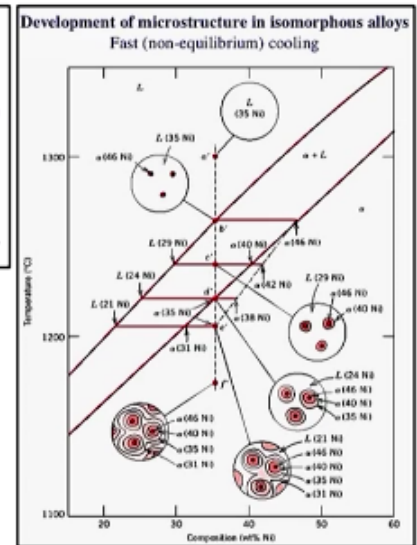 Development of microstructure in isomorphous alloys
Fast (non-equilibrium) cooling
L
L
(35 Ni)
L (35 Ni)
α (46 Ni)
1300
a'
α + L
α
b'
L (29 Ni)
α (40 Ni)
α (46 Ni)
c'
L (24 Ni)
α (42 Ni)
L (29 Ni)
α (46 Ni)
α (40 Ni)
L (21 Ni)
d'
α (35 Ni)
α (38 Ni)
1200
e'
α (31 Ni)
L (24 Ni)
α (46 Ni)
α (40 Ni)
α (35 Ni)
f'
α (46 Ni)
α (40 Ni)
α (35 Ni)
α (31 Ni)
L (21 Ni)
α (46 Ni)
α (40 Ni)
α (35 Ni)
α (31 Ni)
1100
20 30 40 50 60
Composition (wt% Ni)
Temperature (°C)